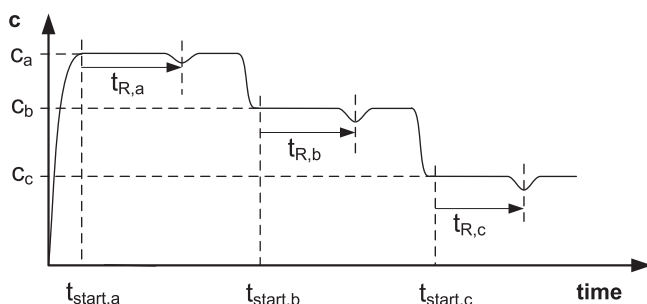 c
c_a
t_R,a
c_b
t_R,b
c_c
t_R,c
t_start,a
t_start,b
t_start,c
time